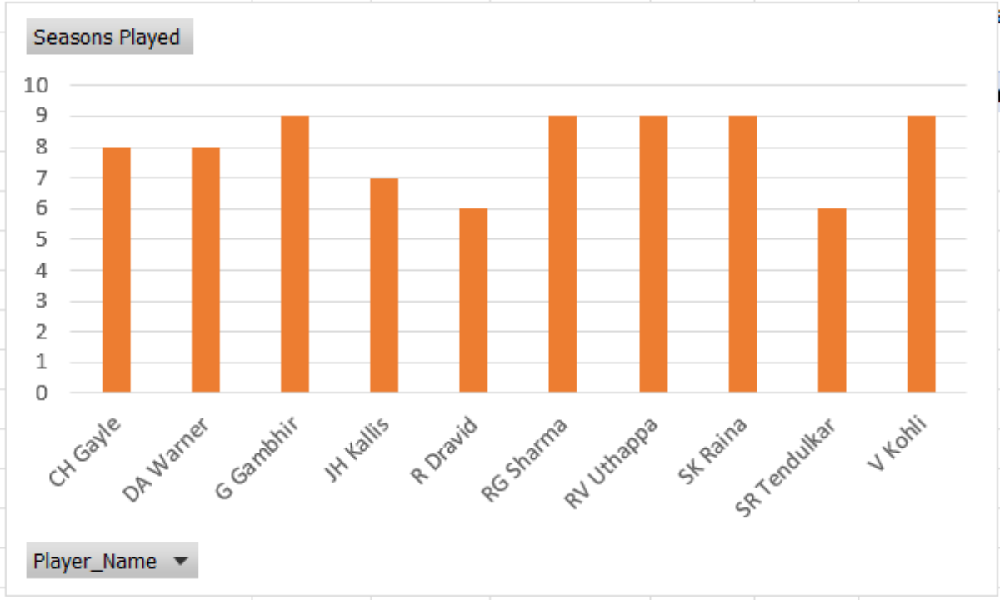 Seasons Played
10
9
8
7
6
5
4
3
2
1
0
CH Gayle
DA Warner
G Gambhir
JH Kallis
R Dravid
RG Sharma
RV Uthappa
SK Raina
SR Tendulkar
V Kohli
Player_Name